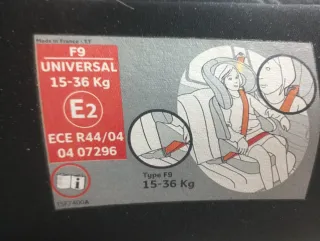 Made in France - ST
F9
UNIVERSAL
15-36 Kg
E2
ECE R44/04
04 07296
Type F9
15-36 Kg